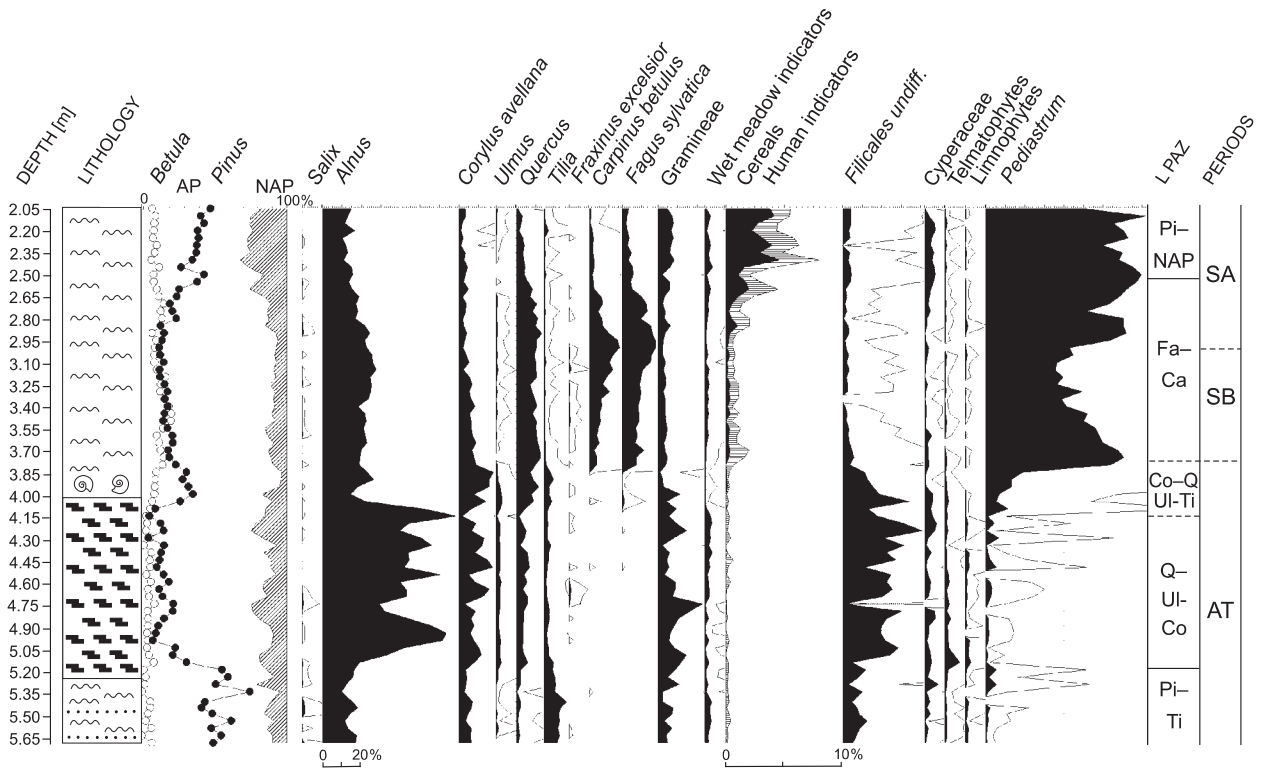 DEPTH [m]
LITHOLOGY
Betula
AP
Pinus
NAP
Salix
Alnus
Corylus avellana
Ulmus
Quercus
Tilia
Fraxinus excelsior
Carpinus betulus
Fagus sylvatica
Gramineae
Wet meadow indicators
Cereals
Human indicators
Filicales undiff.
Cyperaceae
Telmatophytes
Limnophytes
Pediastrum
L PAZ
PERIODS
0
100%
2.05
2.20
2.35
2.50
2.65
2.80
2.95
3.10
3.25
3.40
3.55
3.70
3.85
4.00
4.15
4.30
4.45
4.60
4.75
4.90
5.05
5.20
5.35
5.50
5.65
Pi–
NAP
Fa–
Ca
Co–Q
Ul-Ti
Q–
Ul-
Co
Pi–
Ti
SA
SB
AT
0
20%
0
10%